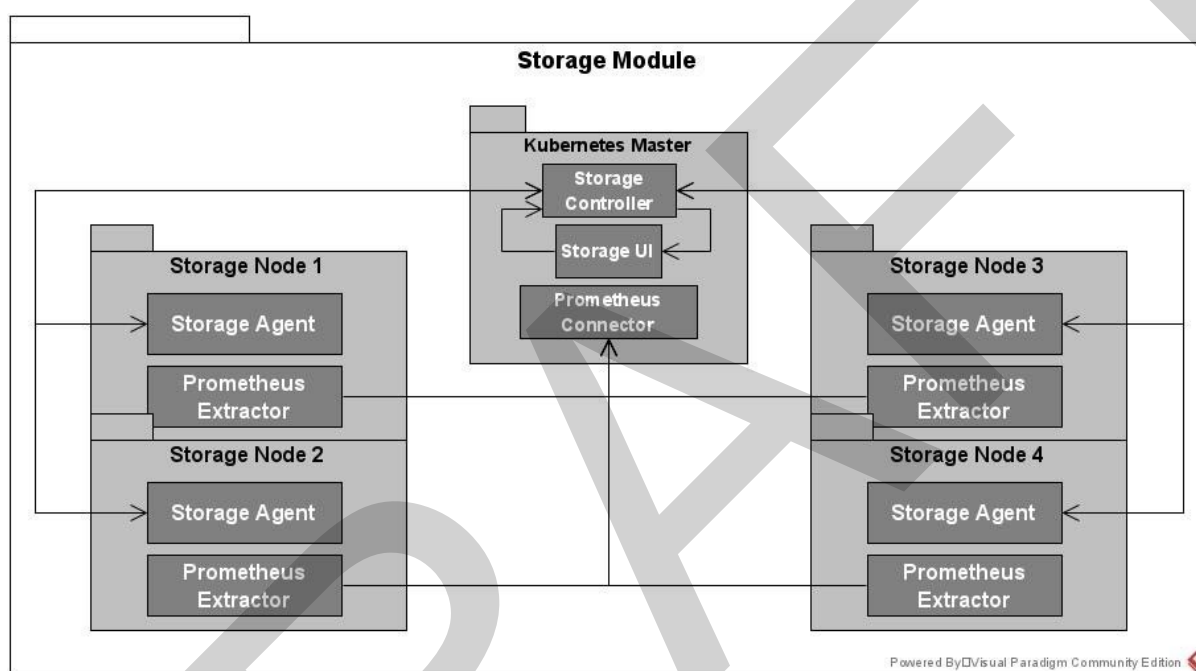 Storage Module
Kubernetes Master
Storage
Controller
Storage UI
Prometheus
Connector
Storage Node 1
Storage Agent
Prometheus
Extractor
Storage Node 2
Storage Agent
Prometheus
Extractor
Storage Node 3
Storage Agent
Prometheus
Extractor
Storage Node 4
Storage Agent
Prometheus
Extractor
Powered By□Visual Paradigm Community Edition